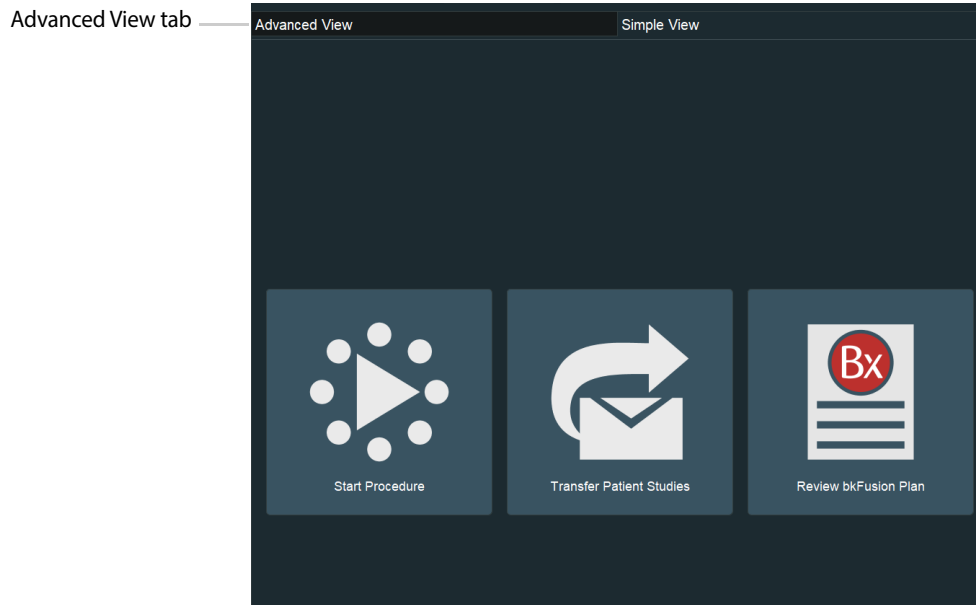 Advanced View tab
Advanced View
Simple View
Bx
Start Procedure
Transfer Patient Studies
Review bkFusion Plan